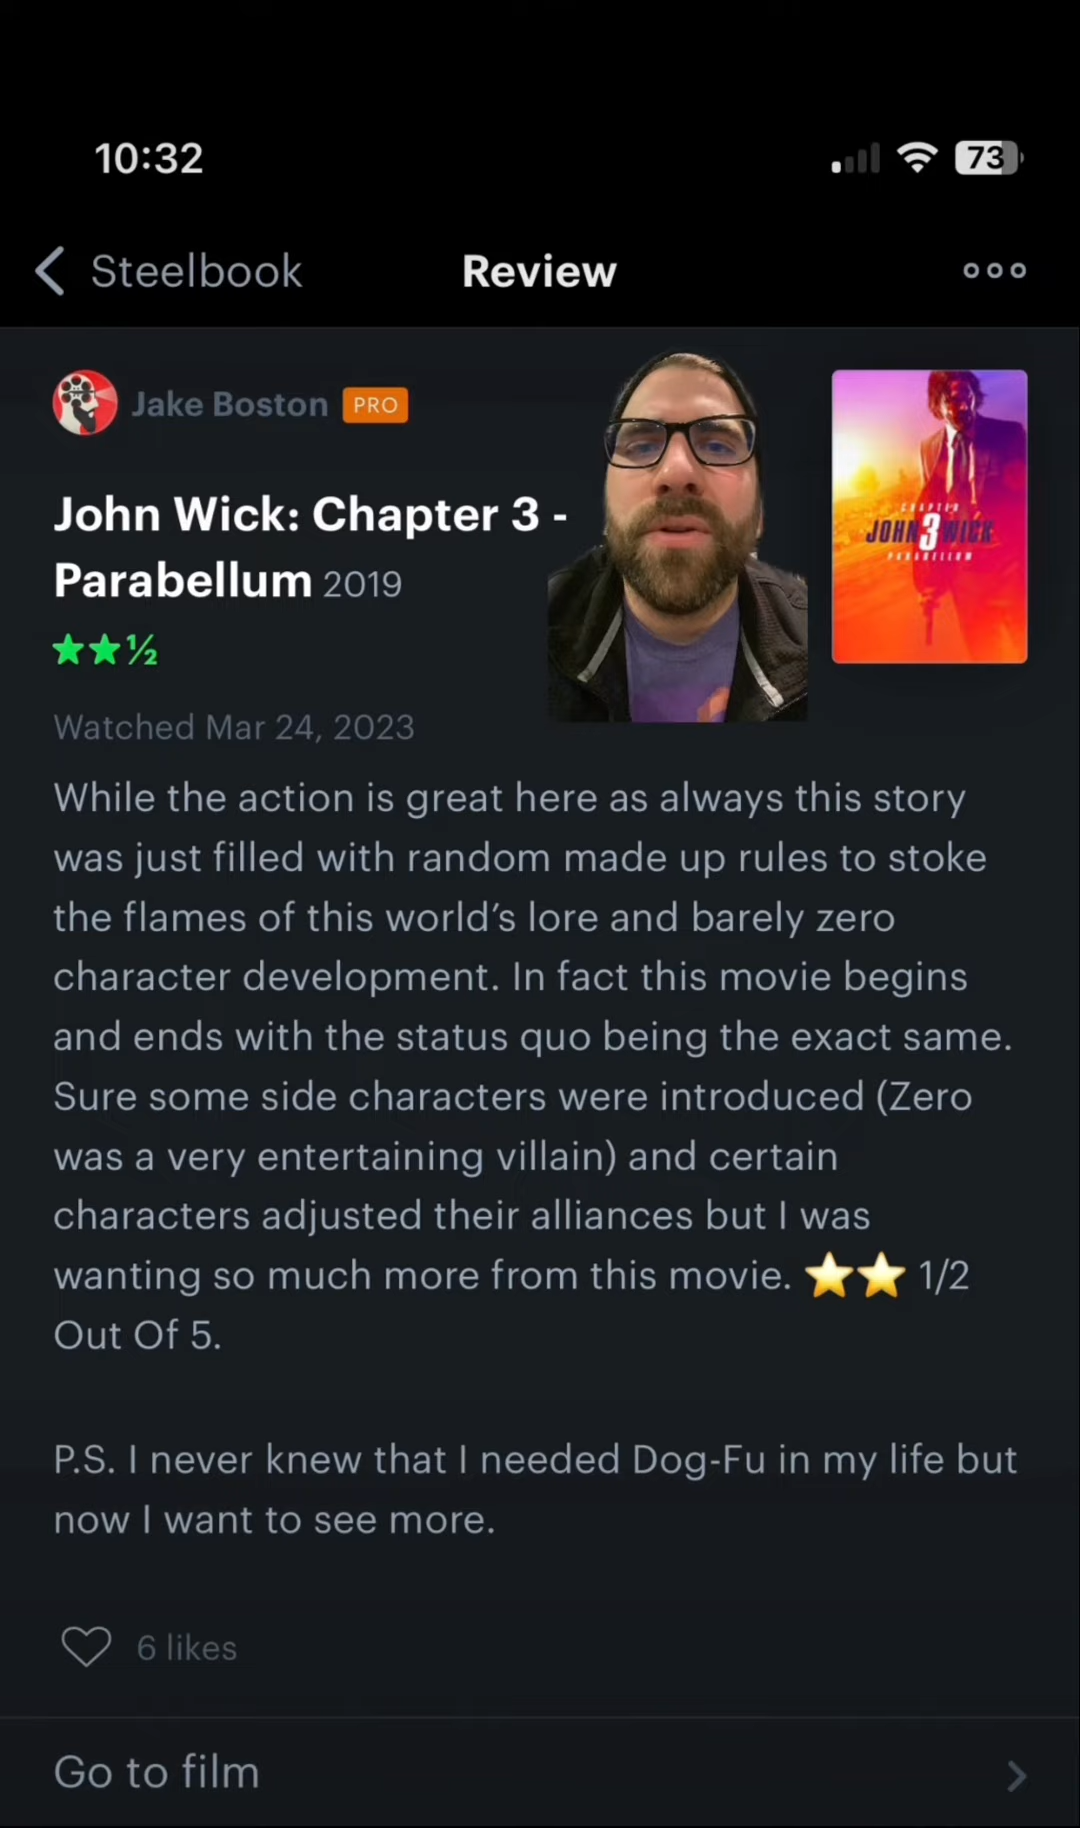 10:32
73
Steelbook
Review
Jake Boston PRO
John Wick: Chapter 3 -
Parabellum 2019
★★½
Watched Mar 24, 2023
CHAPTER
JOHN 3 WICK
PARABELLUM
While the action is great here as always this story
was just filled with random made up rules to stoke
the flames of this world’s lore and barely zero
character development. In fact this movie begins
and ends with the status quo being the exact same.
Sure some side characters were introduced (Zero
was a very entertaining villain) and certain
characters adjusted their alliances but I was
wanting so much more from this movie. ⭐⭐ 1/2
Out Of 5.
P.S. I never knew that I needed Dog-Fu in my life but
now I want to see more.
6 likes
Go to film